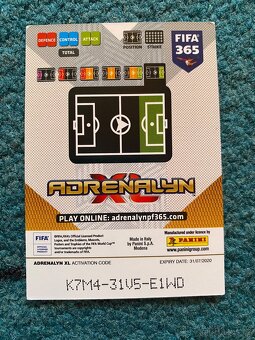 DEFENCE CONTROL ATTACK
TOTAL
POSITION
STRIKE
FIFA
365
ADRENALYN
XL
PLAY ONLINE: adrenalynpf365.com
FIFA
Made in Italy
by Panini S.p.A.
Modena
Manufactured under licence by
PANINI
www.paninigroup.com
ADRENALYN XL ACTIVATION CODE
EXPIRY DATE: 31/07/2020
K7M4-31V5-E1WD